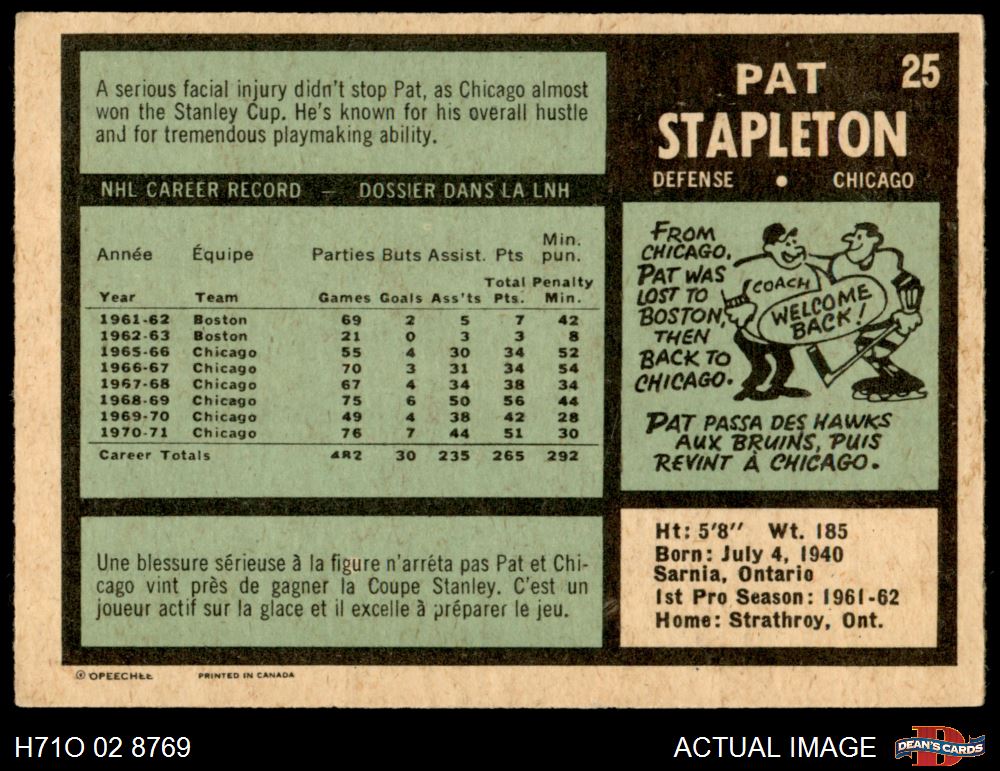 A serious facial injury didn't stop Pat, as Chicago almost
won the Stanley Cup. He's known for his overall hustle
and for tremendous playmaking ability.
PAT
25
STAPLETON
DEFENSE • CHICAGO
NHL CAREER RECORD — DOSSIER DANS LA LNH
Année Équipe Parties Buts Assist. Pts Min. pun.
Year Team Games Goals Ass'ts Total Pts. Penalty Min.
1961-62 Boston 69 2 5 7 42
1962-63 Boston 21 0 3 3 8
1965-66 Chicago 55 4 30 34 52
1966-67 Chicago 70 3 31 34 54
1967-68 Chicago 67 4 34 38 34
1968-69 Chicago 75 6 50 56 44
1969-70 Chicago 49 4 38 42 28
1970-71 Chicago 76 7 44 51 30
Career Totals 482 30 235 265 292
FROM
CHICAGO,
PAT WAS
LOST TO
BOSTON,
THEN
BACK TO
CHICAGO.
COACH
WELCOME
BACK!
PAT PASSA DES HAWKS
AUX BRUINS, PUIS
REVINT À CHICAGO.
Une blessure sérieuse à la figure n'arréta pas Pat et Chi-
cago vint près de gagner la Coupe Stanley. C'est un
joueur actif sur la glace et il excelle à préparer le jeu.
Ht: 5'8" Wt. 185
Born: July 4, 1940
Sarnia, Ontario
1st Pro Season: 1961-62
Home: Strathroy, Ont.
© OPEECHEE PRINTED IN CANADA
H71O 02 8769
ACTUAL IMAGE
D
DEAN'S CARDS